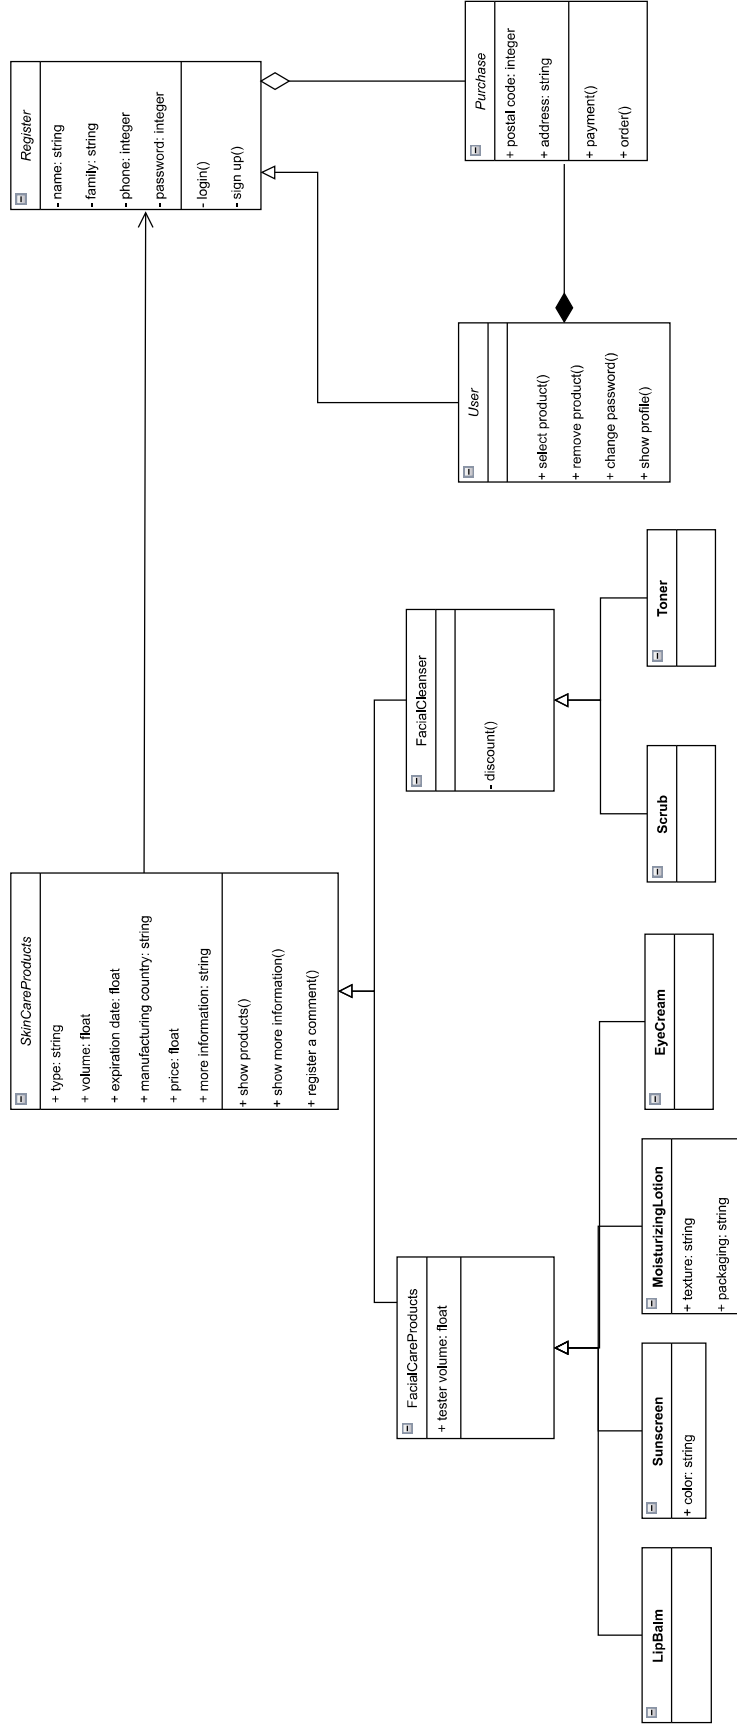 SkinCareProducts
+ type: string
+ volume: float
+ expiration date: float
+ manufacturing country: string
+ price: float
+ more information: string
+ show products()
+ show more information()
+ register a comment()
Register
- name: string
- family: string
- phone: integer
- password: integer
- login()
- sign up()
FacialCareProducts
+ tester volume: float
FacialCleanser
- discount()
User
+ select product()
+ remove product()
+ change password()
+ show profile()
Purchase
+ postal code: integer
+ address: string
+ payment()
+ order()
LipBalm
Sunscreen
+ color: string
MoisturizingLotion
+ texture: string
+ packaging: string
EyeCream
Scrub
Toner